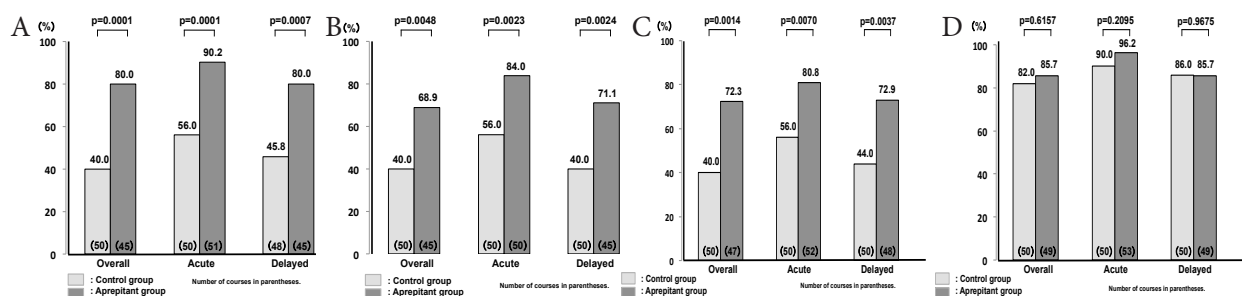 A
(%)
p=0.0001
p=0.0001
p=0.0007
100
80
60
40
20
0
40.0
80.0
56.0
90.2
45.8
80.0
(50)
(45)
(50)
(51)
(48)
(45)
Overall
Acute
Delayed
: Control group
: Aprepitant group
Number of courses in parentheses.
B
(%)
p=0.0048
p=0.0023
p=0.0024
100
80
60
40
20
0
40.0
68.9
56.0
84.0
40.0
71.1
(50)
(45)
(50)
(50)
(50)
(45)
Overall
Acute
Delayed
: Control group
: Aprepitant group
Number of courses in parentheses.
C
(%)
p=0.0014
p=0.0070
p=0.0037
100
80
60
40
20
0
40.0
72.3
56.0
80.8
44.0
72.9
(50)
(47)
(50)
(52)
(50)
(48)
Overall
Acute
Delayed
: Control group
: Aprepitant group
Number of courses in parentheses.
D
(%)
p=0.6157
p=0.2095
p=0.9675
100
80
60
40
20
0
82.0
85.7
90.0
96.2
86.0
85.7
(50)
(49)
(50)
(53)
(50)
(49)
Overall
Acute
Delayed
: Control group
: Aprepitant group
Number of courses in parentheses.